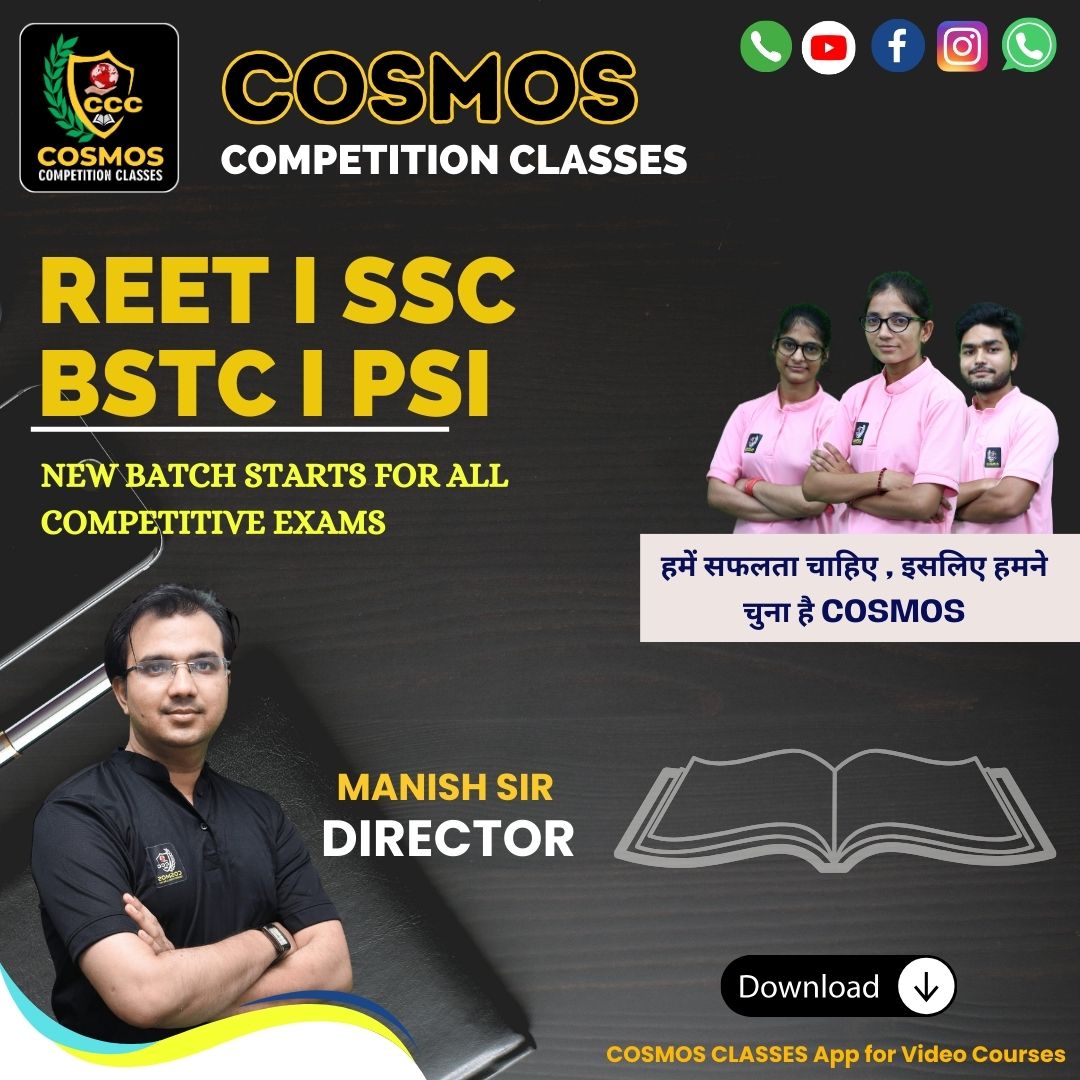 CCC
COSMOS
COMPETITION CLASSES
COSMOS
COMPETITION CLASSES
REET I SSC
BSTC I PSI
NEW BATCH STARTS FOR ALL
COMPETITIVE EXAMS
हमें सफलता चाहिए , इसलिए हमने
चुना है COSMOS
MANISH SIR
DIRECTOR
Download
COSMOS CLASSES App for Video Courses